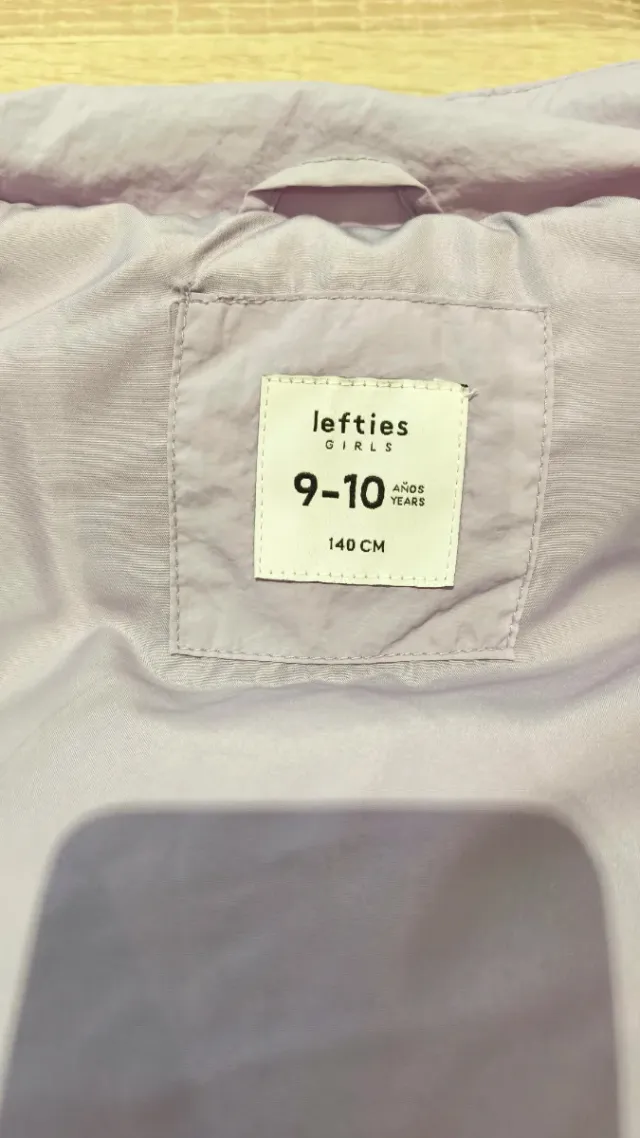 lefties
GIRLS
9-10 AÑOS
YEARS
140 CM